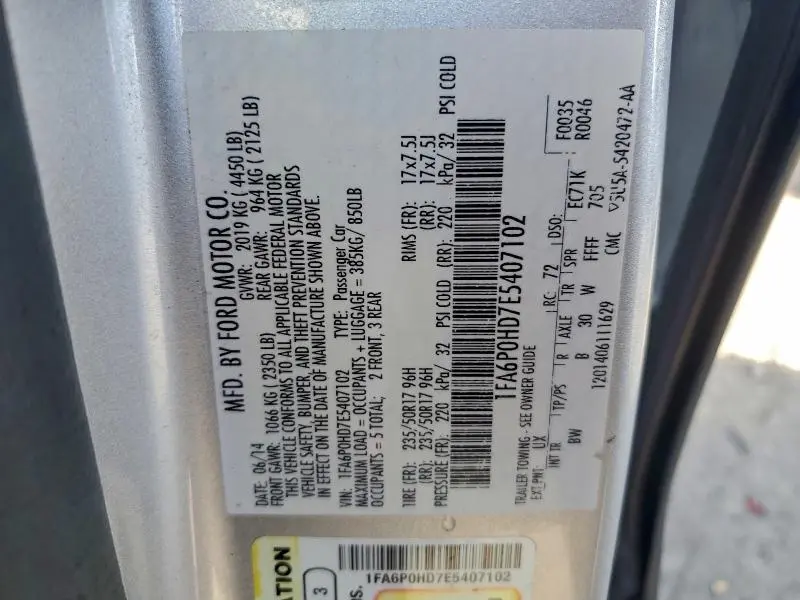 MFD. BY FORD MOTOR CO.
DATE: 06/14 GVWR: 2019 KG ( 4450 LB)
FRONT GAWR: 1066 KG ( 2350 LB) REAR GAWR: 964 KG ( 2125 LB)
THIS VEHICLE CONFORMS TO ALL APPLICABLE FEDERAL MOTOR
VEHICLE SAFETY, BUMPER, AND THEFT PREVENTION STANDARDS
IN EFFECT ON THE DATE OF MANUFACTURE SHOWN ABOVE.
VIN: 1FA6P0HD7E5407102 TYPE: Passenger Car
MAXIMUM LOAD = OCCUPANTS + LUGGAGE = 385KG/ 850LB
OCCUPANTS = 5 TOTAL; 2 FRONT, 3 REAR
TIRE (FR): 235/50R17 96H RIMS (FR): 17x7.5J
(RR): 235/50R17 96H (RR): 17x7.5J
PRESSURE (FR): 220 kPa/ 32 PSI COLD (RR): 220 kPa/ 32 PSI COLD
1FA6P0HD7E5407102
TRAILER TOWING - SEE OWNER GUIDE
EXT PNT: UX RC: 72 DSO: F0035
R0046
INT TR TP/PS R AXLE TR SPR EC71K
BW B 30 W FFFF 705
1201406111629 CMC 5U5A-5420472-AA
ATION
3
BS.
1FA6P0HD7E5407102